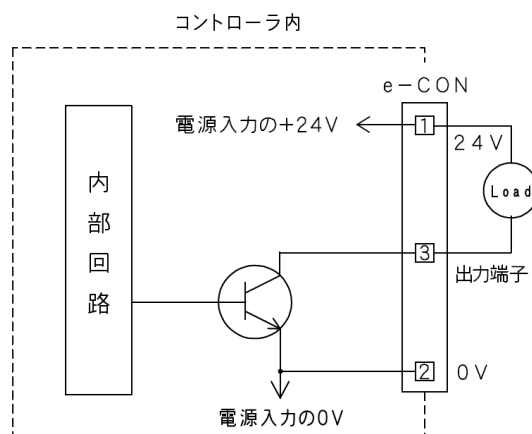 コントローラ内
e－CON
電源入力の＋24V
1
24V
Load
内部回路
3
出力端子
2
0V
電源入力の0V